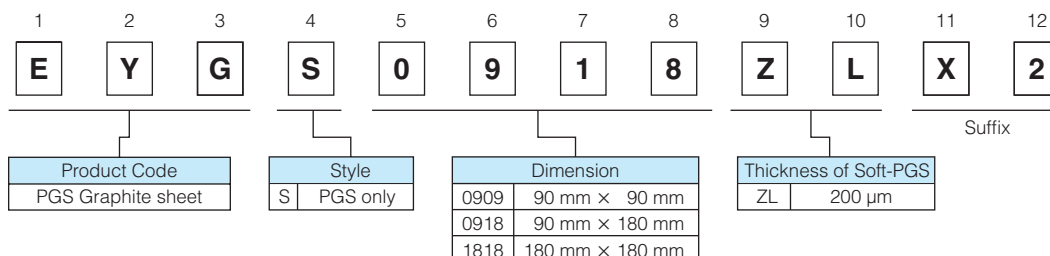 1 2 3 4 5 6 7 8 9 10 11 12
E Y G S 0 9 1 8 Z L X 2
Suffix
Product Code
PGS Graphite sheet
Style
S PGS only
Dimension
0909 90 mm × 90 mm
0918 90 mm × 180 mm
1818 180 mm × 180 mm
Thickness of Soft-PGS
ZL 200 µm